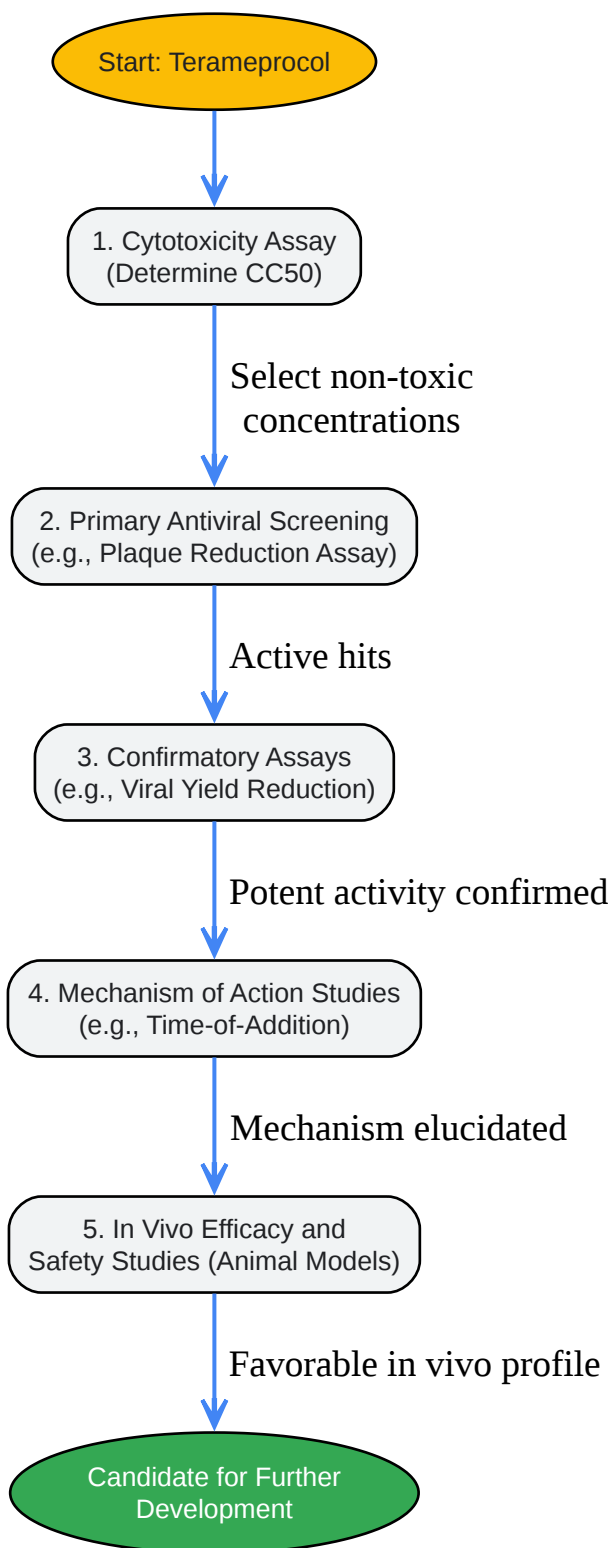 Start: Terameprocol
1. Cytotoxicity Assay
(Determine CC50)
Select non-toxic
concentrations
2. Primary Antiviral Screening
(e.g., Plaque Reduction Assay)
Active hits
3. Confirmatory Assays
(e.g., Viral Yield Reduction)
Potent activity confirmed
4. Mechanism of Action Studies
(e.g., Time-of-Addition)
Mechanism elucidated
5. In Vivo Efficacy and
Safety Studies (Animal Models)
Favorable in vivo profile
Candidate for Further
Development